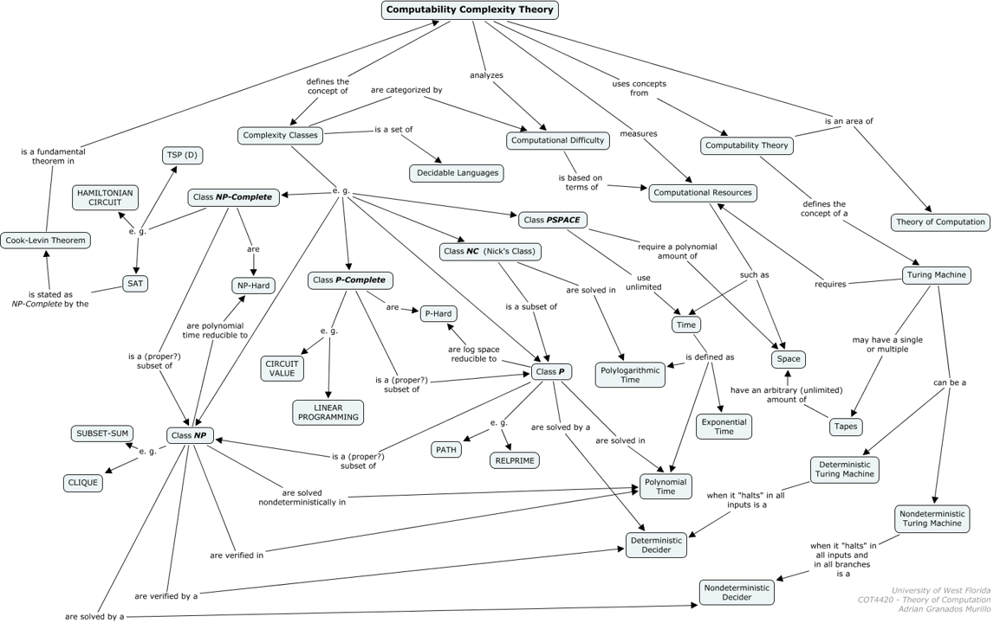 Computability Complexity Theory
defines the
concept of
are categorized by
analyzes
uses concepts
from
is an area of
is a fundamental
theorem in
Complexity Classes
is a set of
Computational Difficulty
measures
Computability Theory
TSP (D)
Decidable Languages
is based on
terms of
HAMILTONIAN
CIRCUIT
Class NP-Complete
e. g.
Computational Resources
defines the
concept of a
Theory of Computation
Class PSPACE
e. g.
Cook-Levin Theorem
are
Class NC (Nick's Class)
require a polynomial
amount of
SAT
NP-Hard
Class P-Complete
use
unlimited
such as
requires
Turing Machine
is stated as
NP-Complete by the
are
P-Hard
is a subset of
are solved in
are polynomial
time reducible to
e. g.
Time
may have a single
or multiple
is a (proper?)
subset of
CIRCUIT
VALUE
are log space
reducible to
is defined as
Space
is a (proper?)
subset of
Class P
Polylogarithmic
Time
can be a
have an arbitrary (unlimited)
amount of
LINEAR
PROGRAMMING
SUBSET-SUM
Class NP
e. g.
are solved by a
Exponential
Time
Tapes
e. g.
PATH
are solved in
CLIQUE
is a (proper?)
subset of
RELPRIME
Deterministic
Turing Machine
are solved
nondeterministically in
Polynomial
Time
when it "halts" in all
inputs is a
Nondeterministic
Turing Machine
are verified in
Deterministic
Decider
when it "halts" in
all inputs and
in all branches
is a
are verified by a
Nondeterministic
Decider
are solved by a
University of West Florida
COT4420 - Theory of Computation
Adrian Granados Murillo